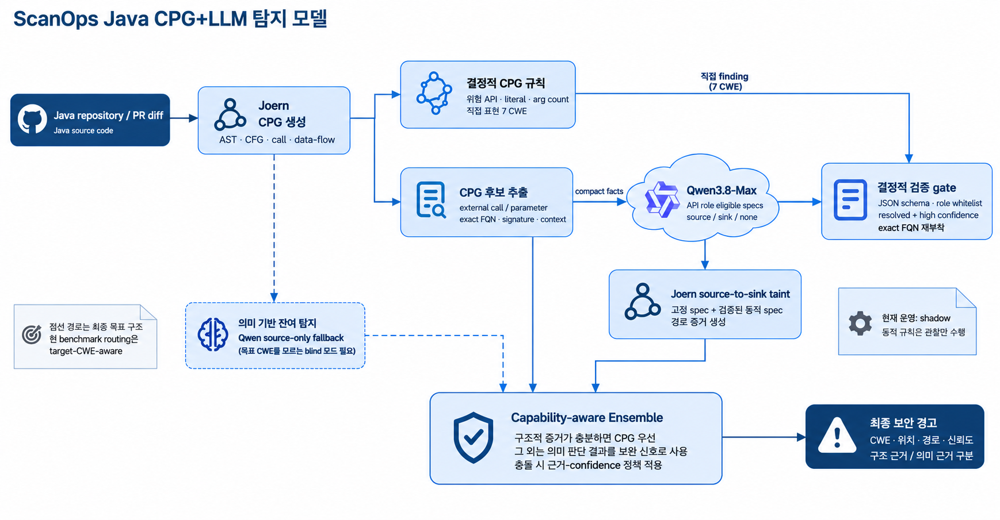 ScanOps Java CPG+LLM 탐지 모델
Java repository / PR diff
Java source code
Joern
CPG 생성
AST · CFG · call · data-flow
결정적 CPG 규칙
위험 API · literal · arg count
직접 표현 7 CWE
직접 finding
(7 CWE)
CPG 후보 추출
external call / parameter
exact FQN · signature · context
compact facts
Qwen3.8-Max
API role eligible specs
source / sink / none
결정적 검증 gate
JSON schema · role whitelist
resolved + high confidence
exact FQN 재부착
Joern source-to-sink taint
고정 spec + 검증된 동적 spec
경로 증거 생성
현재 운영: shadow
동적 규칙은 관찰만 수행
점선 경로는 최종 목표 구조
현 benchmark routing은
target-CWE-aware
의미 기반 잔여 탐지
Qwen source-only fallback
(목표 CWE를 모르는 blind 모드 필요)
Capability-aware Ensemble
구조적 증거가 충분하면 CPG 우선
그 외는 의미 판단 결과를 보완 신호로 사용
충돌 시 근거-confidence 정책 적용
최종 보안 경고
CWE · 위치 · 경로 · 신뢰도
구조 근거 / 의미 근거 구분